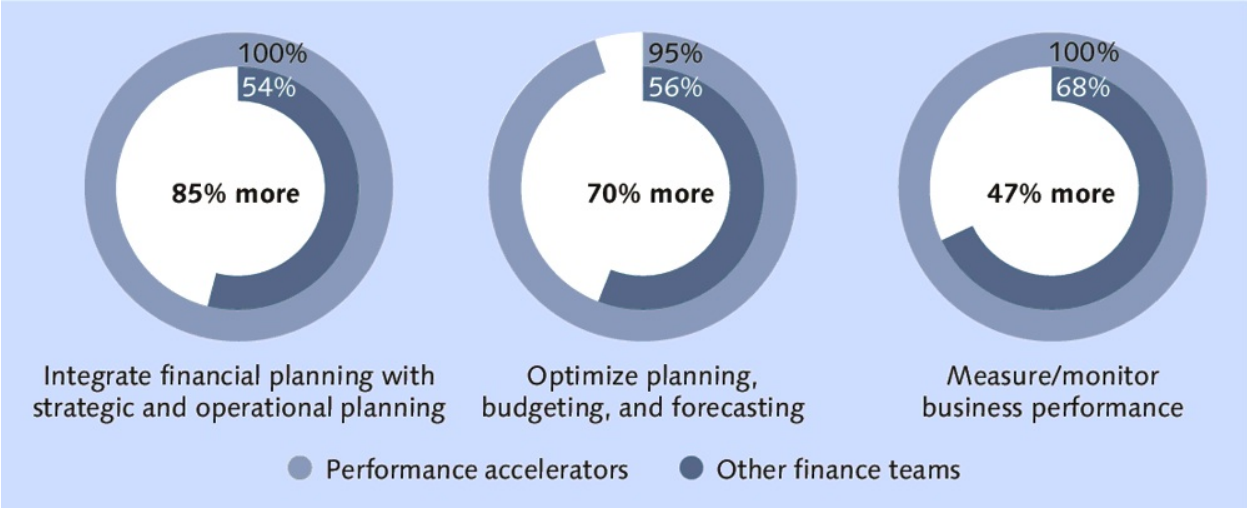 100%
54%
85% more
Integrate financial planning with
strategic and operational planning
95%
56%
70% more
Optimize planning,
budgeting, and forecasting
100%
68%
47% more
Measure/monitor
business performance
Performance accelerators
Other finance teams